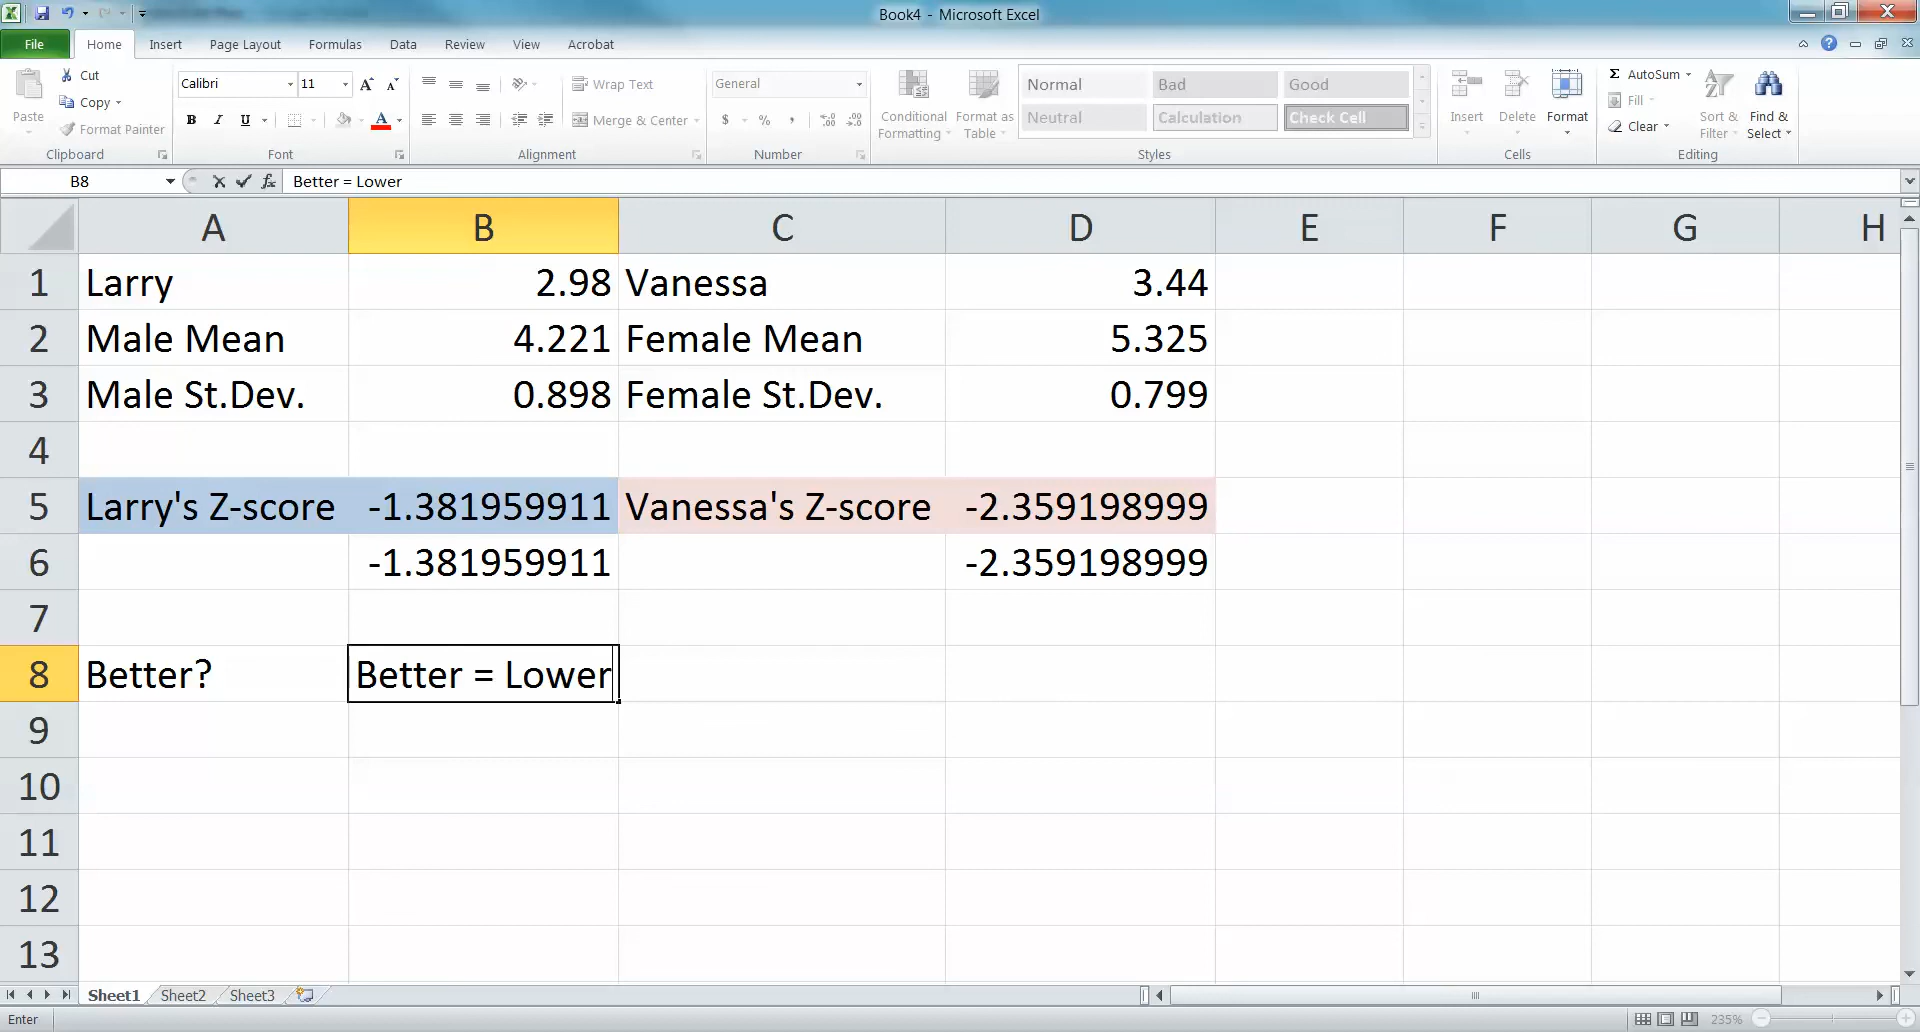 Book4 - Microsoft Excel
File Home Insert Page Layout Formulas Data Review View Acrobat
Paste
Cut
Copy
Format Painter
Clipboard
Calibri 11
B I U A
Font
Wrap Text
Merge & Center
Alignment
General
$ % ,
Number
Conditional Formatting
Format as Table
Normal Bad Good
Neutral Calculation Check Cell
Styles
Insert Delete Format
Cells
Σ AutoSum
Fill
Clear
Sort & Filter
Find & Select
Editing
B8 fx Better = Lower
A B C D E F G H
1 Larry 2.98 Vanessa 3.44
2 Male Mean 4.221 Female Mean 5.325
3 Male St.Dev. 0.898 Female St.Dev. 0.799
4
5 Larry's Z-score -1.381959911 Vanessa's Z-score -2.359198999
6 -1.381959911 -2.359198999
7
8 Better? Better = Lower
9
10
11
12
13
Sheet1 Sheet2 Sheet3
Enter 235%